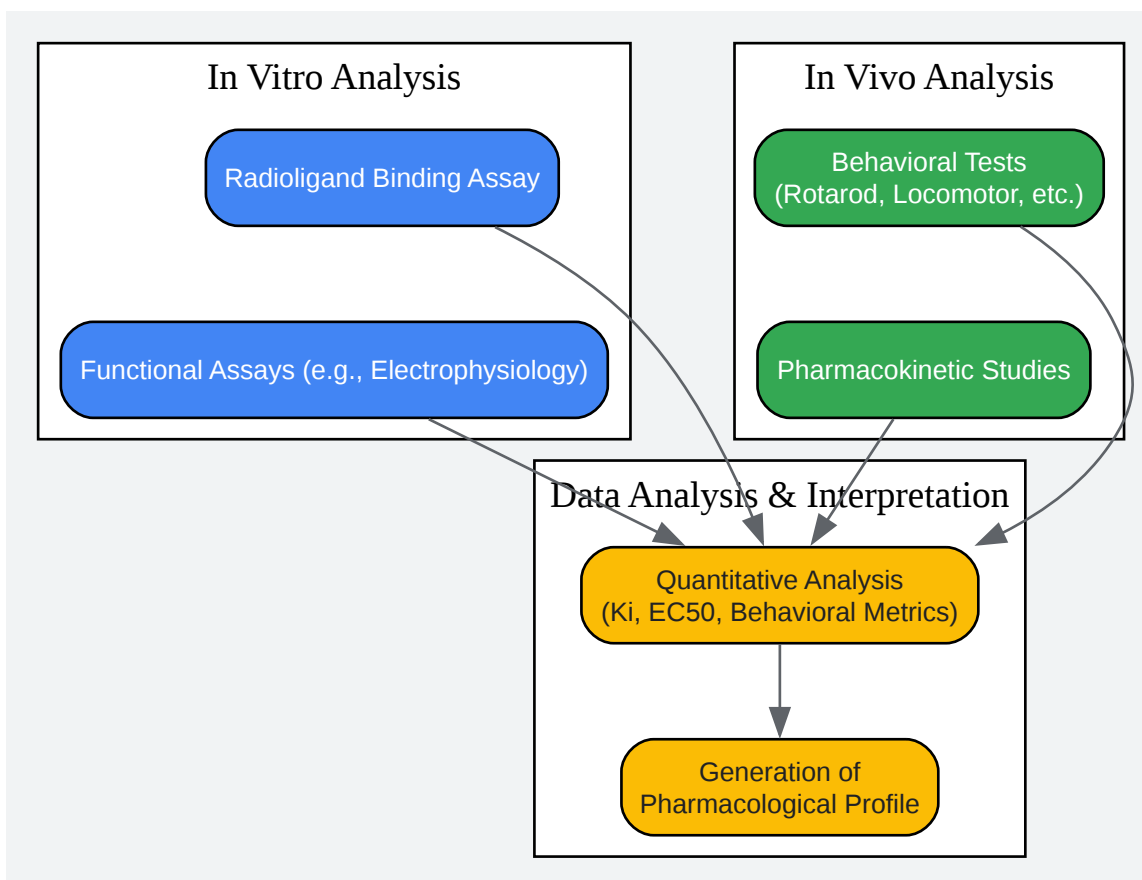 In Vitro Analysis
Radioligand Binding Assay
Functional Assays (e.g., Electrophysiology)
In Vivo Analysis
Behavioral Tests
(Rotarod, Locomotor, etc.)
Pharmacokinetic Studies
Data Analysis & Interpretation
Quantitative Analysis
(Ki, EC50, Behavioral Metrics)
Generation of
Pharmacological Profile